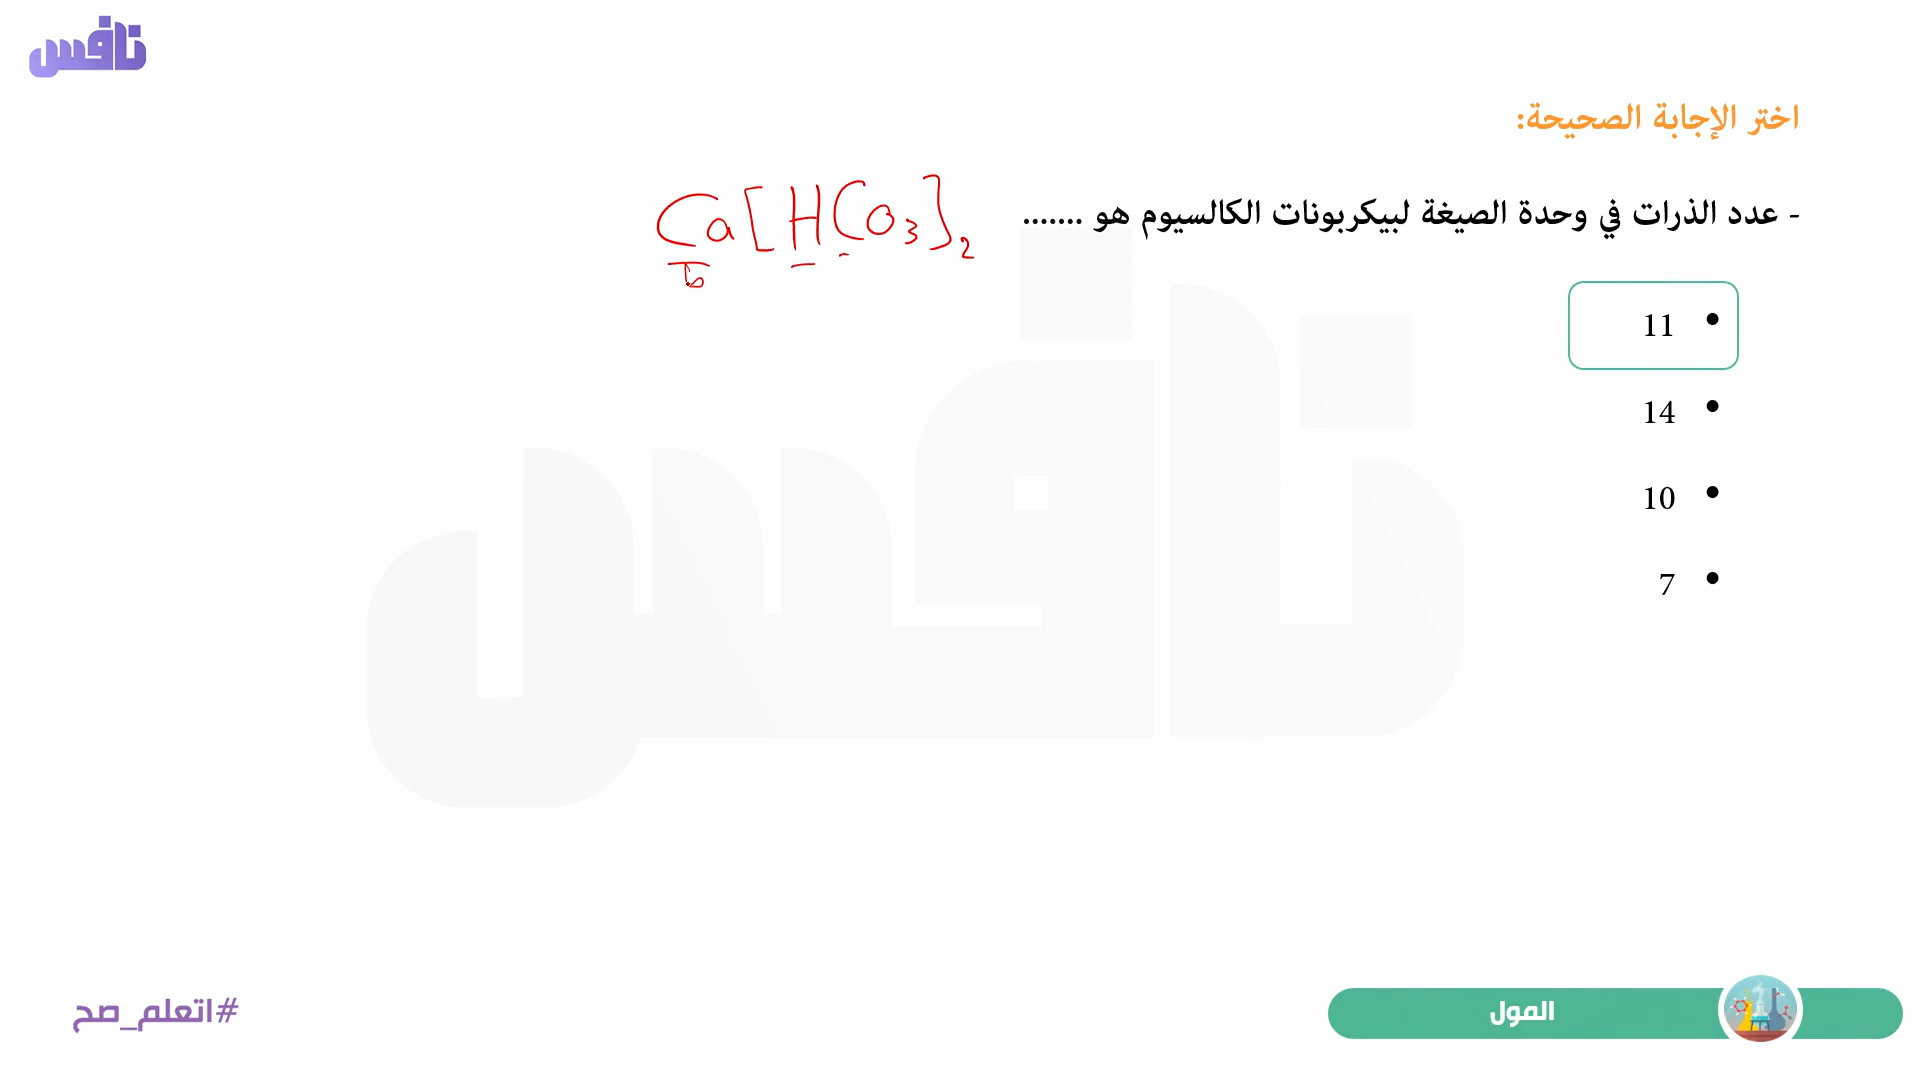 نافس
اختر الإجابة الصحيحة:
- عدد الذرات في وحدة الصيغة لبيكربونات الكالسيوم هو .......
Ca[HCO3]2
• 11
• 14
• 10
• 7
نافس
المول
#اتعلم_صح